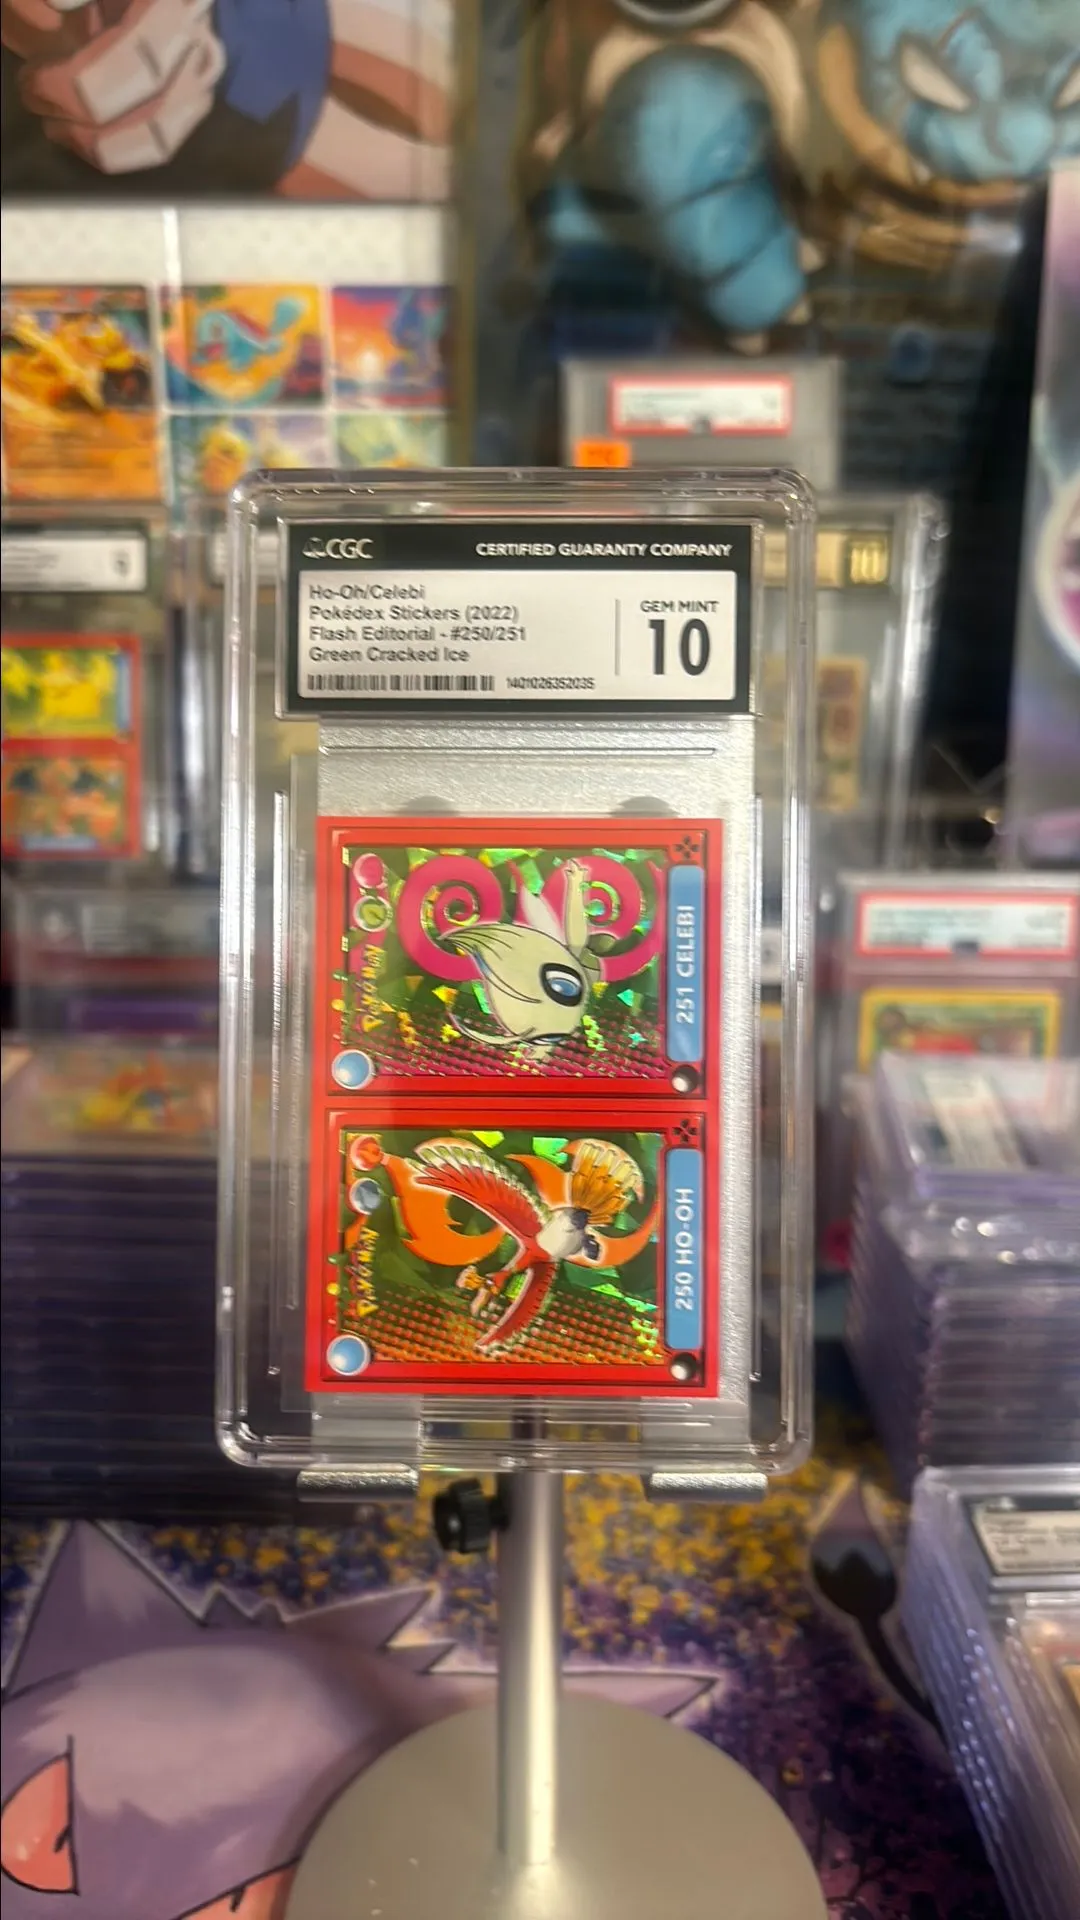 CGC CERTIFIED GUARANTY COMPANY
Ho-Oh/Celebi
Pokédex Stickers (2022)
Flash Editorial - #250/251
Green Cracked Ice
1401026352035
GEM MINT
10
251 CELEBI
POKéMON
250 HO-OH
POKéMON